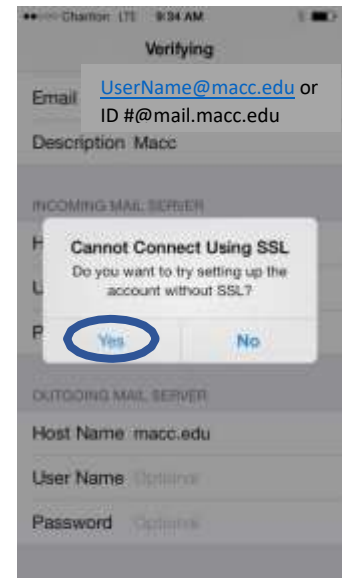 Charlton LTE 9:34 AM
Verifying
Email UserName@macc.edu or
ID #@mail.macc.edu
Description Macc
INCOMING MAIL SERVER
H
Cannot Connect Using SSL
Do you want to try setting up the
account without SSL?
U
P
Yes No
OUTGOING MAIL SERVER
Host Name macc.edu
User Name Optional
Password Optional